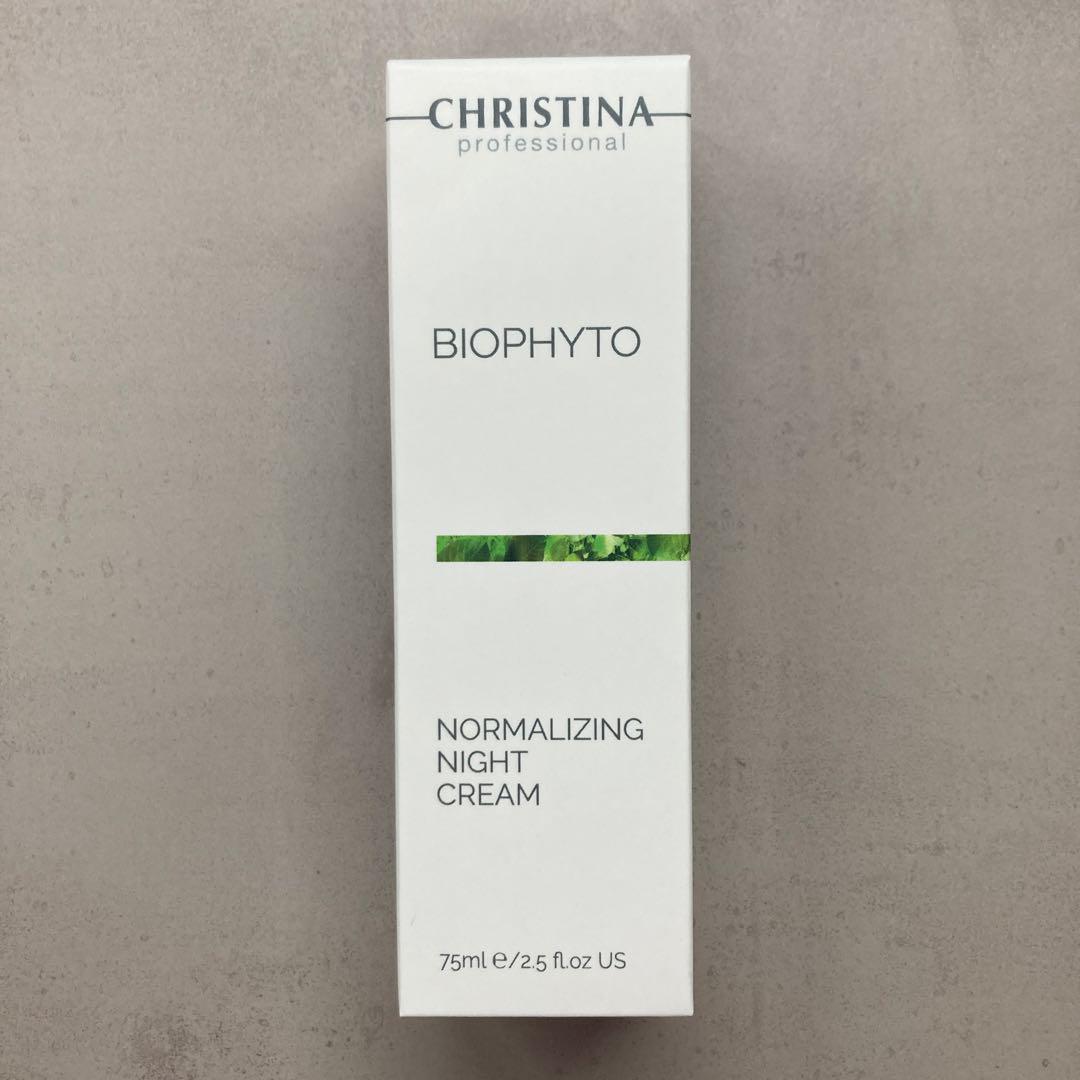 CHRISTINA
professional
BIOPHYTO
NORMALIZING
NIGHT
CREAM
75ml ℮/2.5 fl.oz US